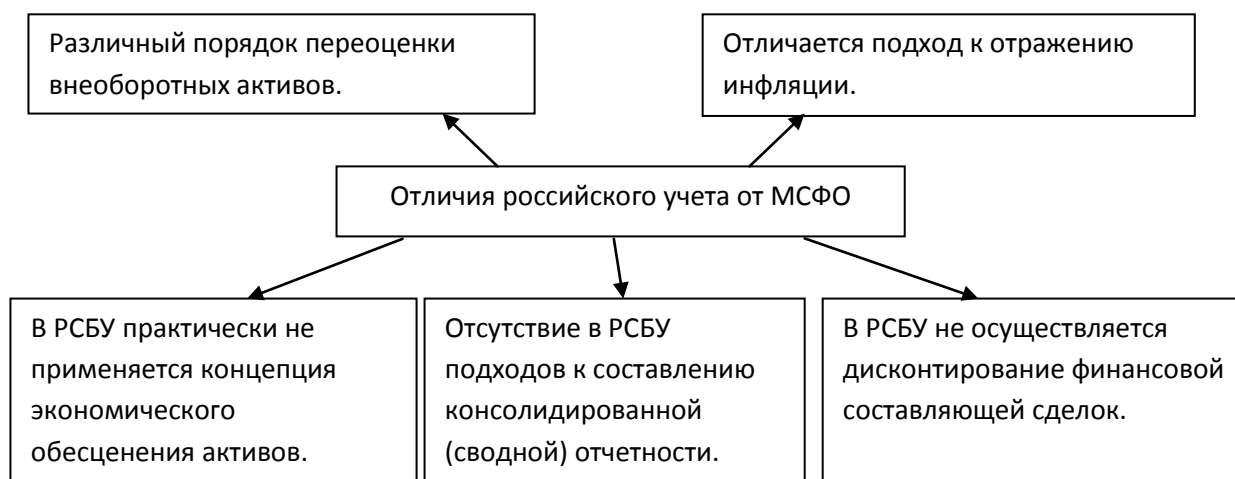 Различный порядок переоценки
внеоборотных активов.
Отличается подход к отражению
инфляции.
Отличия российского учета от МСФО
В РСБУ практически не
применяется концепция
экономического
обесценения активов.
Отсутствие в РСБУ
подходов к составлению
консолидированной
(сводной) отчетности.
В РСБУ не осуществляется
дисконтирование финансовой
составляющей сделок.